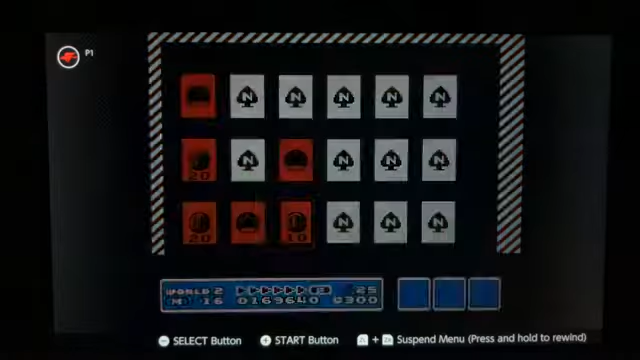 P1
N N N N N
20 N N N N
20 10 N N N
WORLD 2 P 25
M 16 0169640 300
SELECT Button START Button + Suspend Menu (Press and hold to rewind)